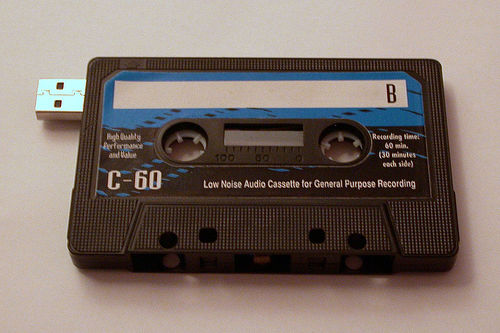 B
High Quality
Performance
and Value
Recording time:
60 min.
(30 minutes
each side)
100 50 0
C-60
Low Noise Audio Cassette for General Purpose Recording